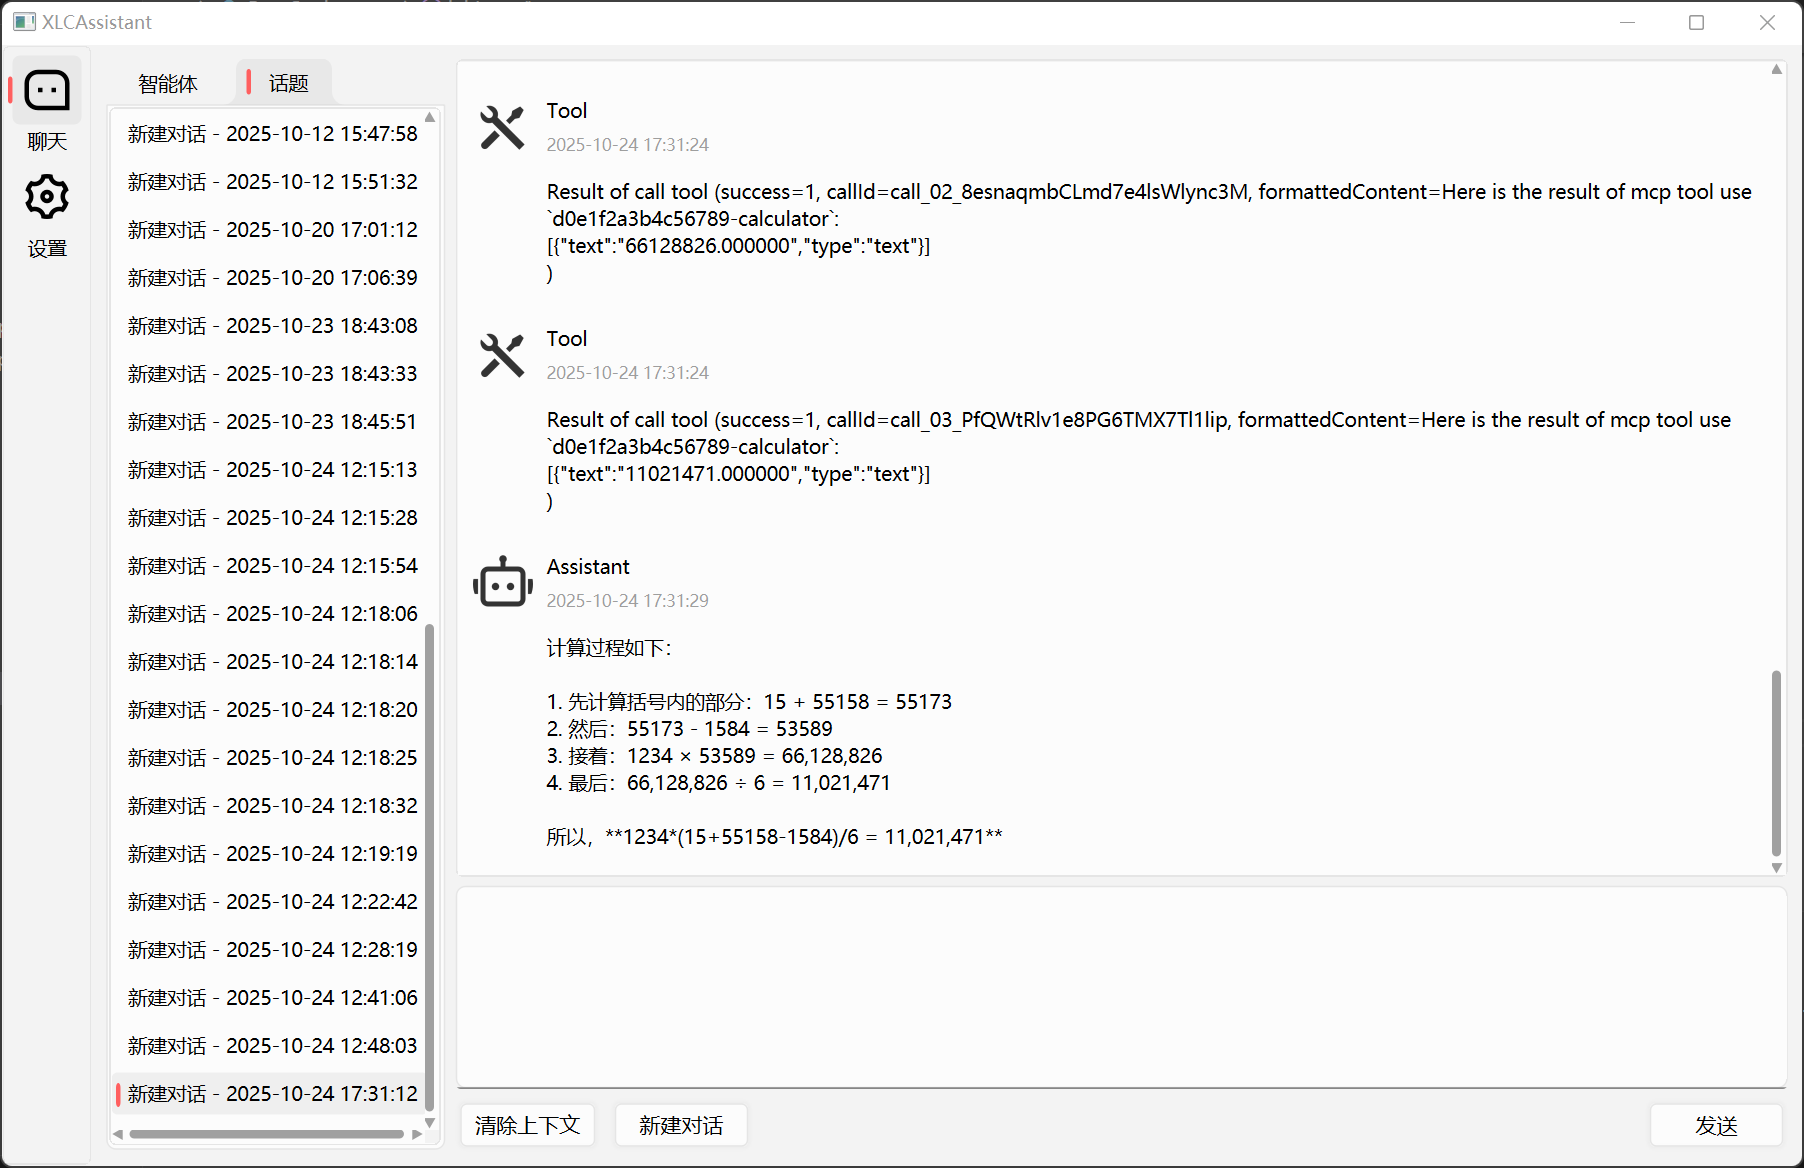 XLCAssistant
聊天
设置
智能体
话题
新建对话 - 2025-10-12 15:47:58
新建对话 - 2025-10-12 15:51:32
新建对话 - 2025-10-20 17:01:12
新建对话 - 2025-10-20 17:06:39
新建对话 - 2025-10-23 18:43:08
新建对话 - 2025-10-23 18:43:33
新建对话 - 2025-10-23 18:45:51
新建对话 - 2025-10-24 12:15:13
新建对话 - 2025-10-24 12:15:28
新建对话 - 2025-10-24 12:15:54
新建对话 - 2025-10-24 12:18:06
新建对话 - 2025-10-24 12:18:14
新建对话 - 2025-10-24 12:18:20
新建对话 - 2025-10-24 12:18:25
新建对话 - 2025-10-24 12:18:32
新建对话 - 2025-10-24 12:19:19
新建对话 - 2025-10-24 12:22:42
新建对话 - 2025-10-24 12:28:19
新建对话 - 2025-10-24 12:41:06
新建对话 - 2025-10-24 12:48:03
新建对话 - 2025-10-24 17:31:12
Tool
2025-10-24 17:31:24
Result of call tool (success=1, callId=call_02_8esnaqmbCLmd7e4lsWlync3M, formattedContent=Here is the result of mcp tool use
`d0e1f2a3b4c56789-calculator`:
[{"text":"66128826.000000","type":"text"}]
)
Tool
2025-10-24 17:31:24
Result of call tool (success=1, callId=call_03_PfQWtRlv1e8PG6TMX7Tl1lip, formattedContent=Here is the result of mcp tool use
`d0e1f2a3b4c56789-calculator`:
[{"text":"11021471.000000","type":"text"}]
)
Assistant
2025-10-24 17:31:29
计算过程如下：
1. 先计算括号内的部分：15 + 55158 = 55173
2. 然后：55173 - 1584 = 53589
3. 接着：1234 × 53589 = 66,128,826
4. 最后：66,128,826 ÷ 6 = 11,021,471
所以，**1234*(15+55158-1584)/6 = 11,021,471**
清除上下文
新建对话
发送